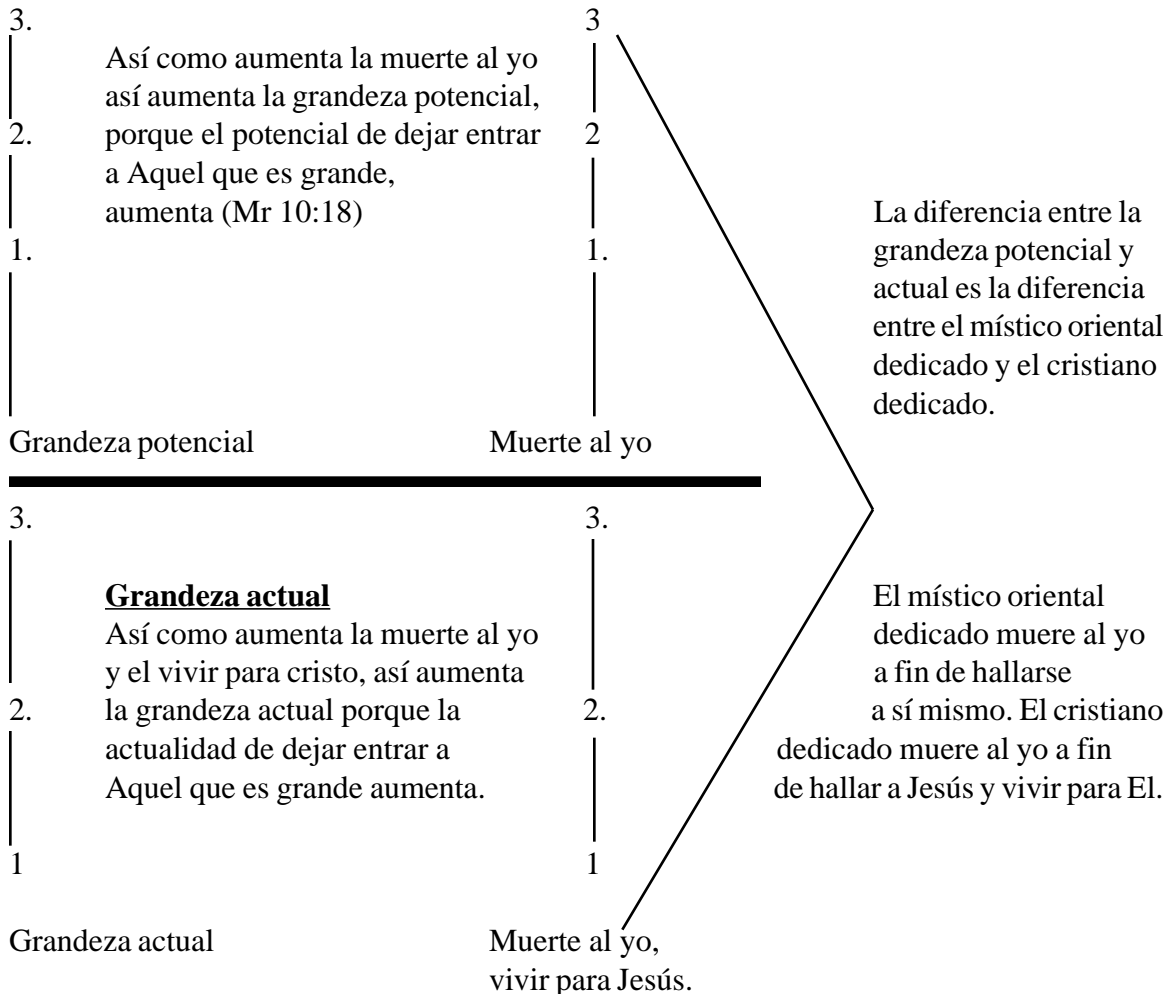 3.
3
Así como aumenta la muerte al yo
así aumenta la grandeza potencial,
2.
porque el potencial de dejar entrar
2
a Aquel que es grande,
aumenta (Mr 10:18)
1.
1.
Grandeza potencial
Muerte al yo
La diferencia entre la
grandeza potencial y
actual es la diferencia
entre el místico oriental
dedicado y el cristiano
dedicado.
3.
3.
Grandeza actual
Así como aumenta la muerte al yo
y el vivir para cristo, así aumenta
2.
la grandeza actual porque la
2.
actualidad de dejar entrar a
Aquel que es grande aumenta.
1
1
Grandeza actual
Muerte al yo,
vivir para Jesús.
El místico oriental
dedicado muere al yo
a fin de hallarse
a sí mismo. El cristiano
dedicado muere al yo a fin
de hallar a Jesús y vivir para El.